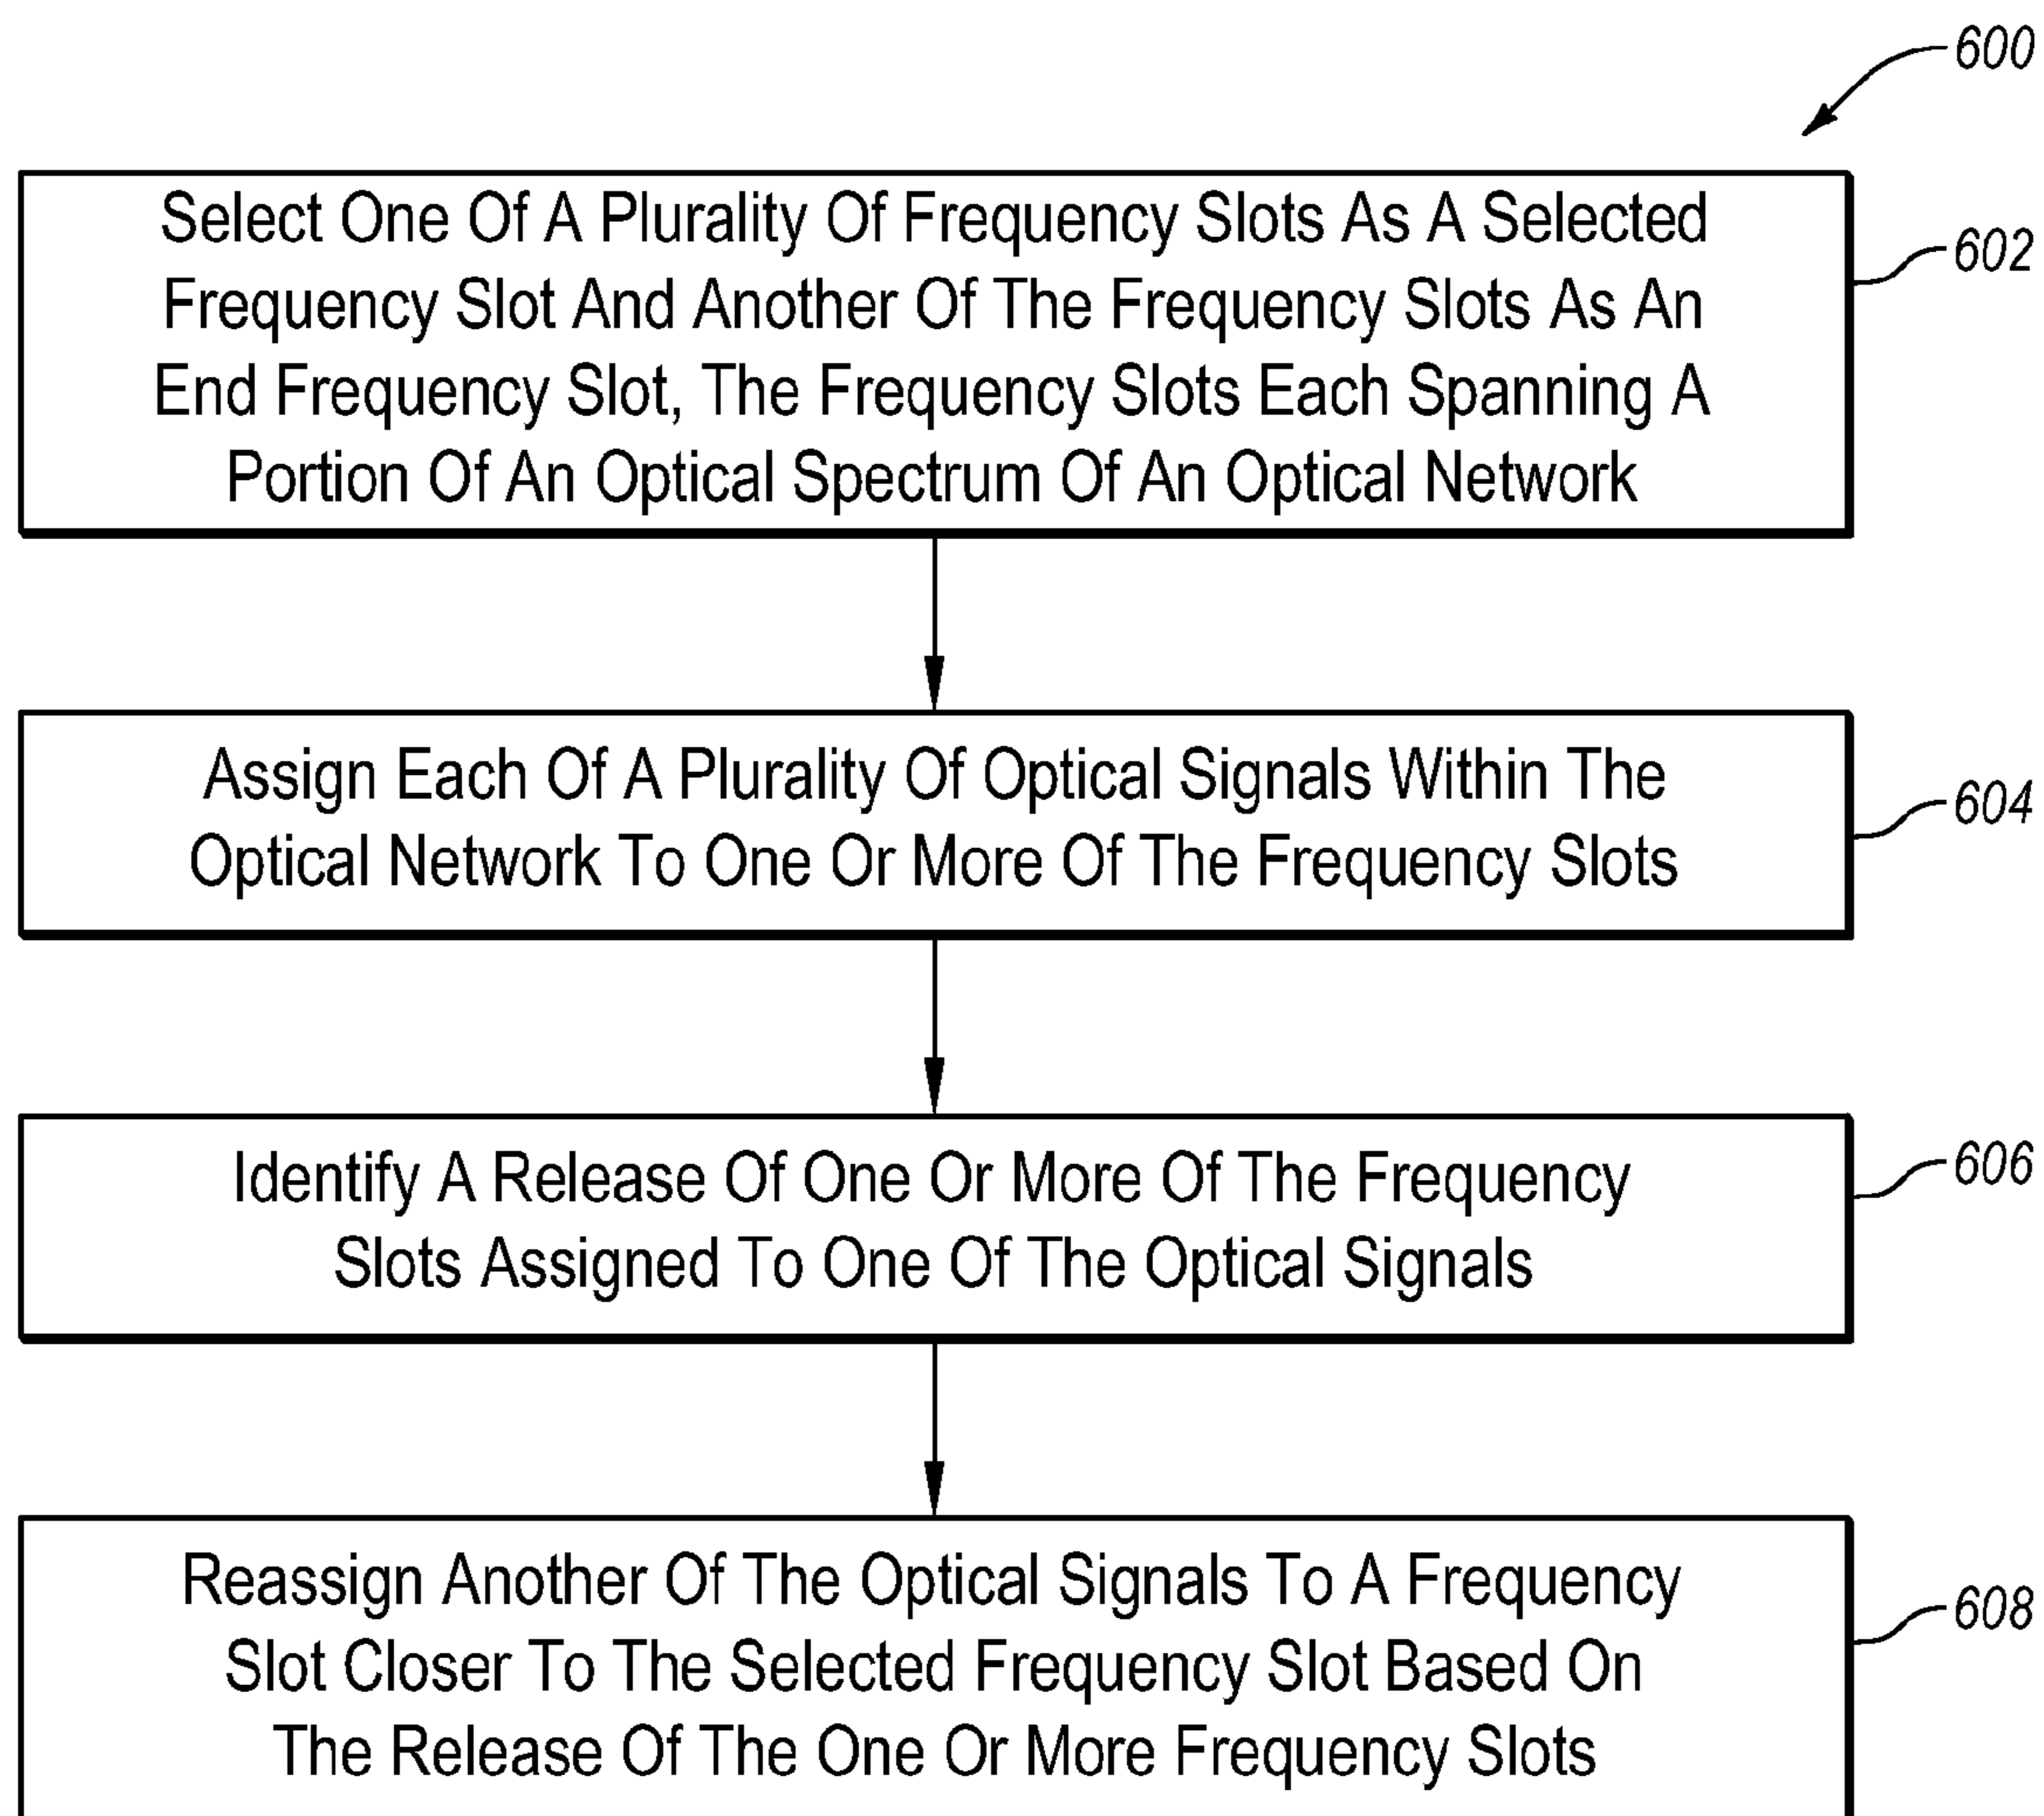 600
Select One Of A Plurality Of Frequency Slots As A Selected
Frequency Slot And Another Of The Frequency Slots As An
End Frequency Slot, The Frequency Slots Each Spanning A
Portion Of An Optical Spectrum Of An Optical Network
602
Assign Each Of A Plurality Of Optical Signals Within The
Optical Network To One Or More Of The Frequency Slots
604
Identify A Release Of One Or More Of The Frequency
Slots Assigned To One Of The Optical Signals
606
Reassign Another Of The Optical Signals To A Frequency
Slot Closer To The Selected Frequency Slot Based On
The Release Of The One Or More Frequency Slots
608